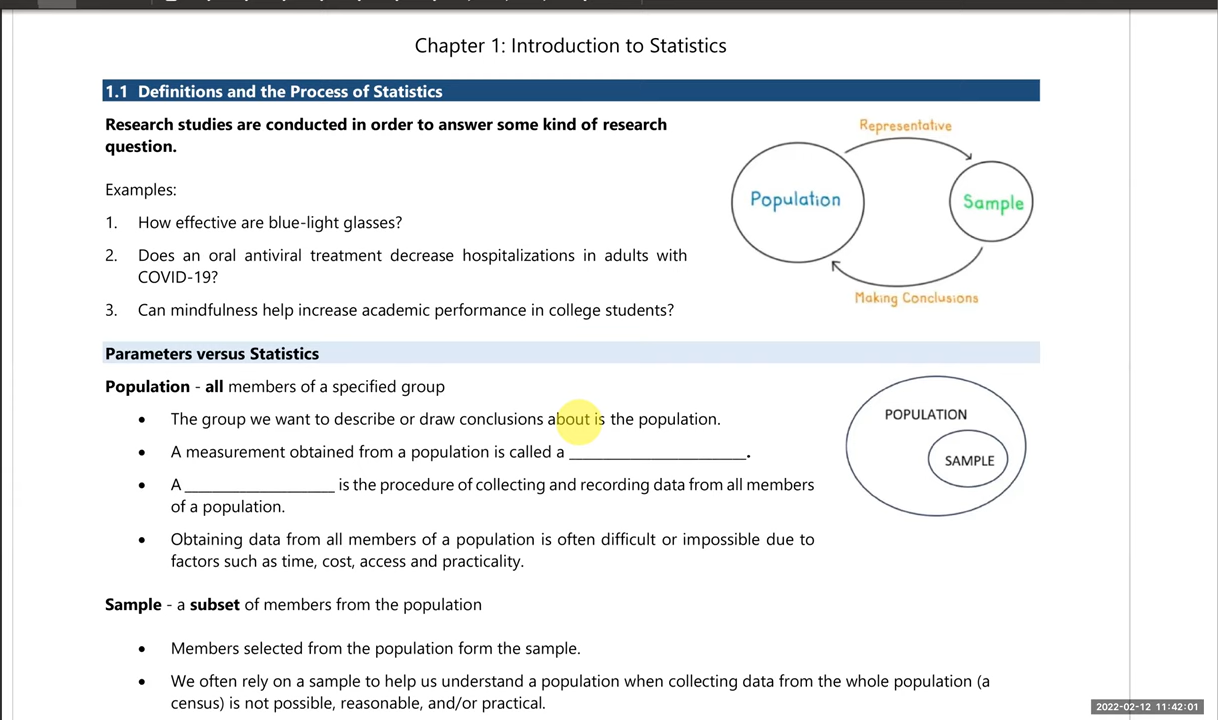 Chapter 1: Introduction to Statistics
1.1 Definitions and the Process of Statistics
Research studies are conducted in order to answer some kind of research
question.
Examples:
1. How effective are blue-light glasses?
2. Does an oral antiviral treatment decrease hospitalizations in adults with
COVID-19?
3. Can mindfulness help increase academic performance in college students?
Representative
Population
Sample
Making Conclusions
Parameters versus Statistics
Population - all members of a specified group
• The group we want to describe or draw conclusions about is the population.
• A measurement obtained from a population is called a ____________________.
• A _________________ is the procedure of collecting and recording data from all members
of a population.
• Obtaining data from all members of a population is often difficult or impossible due to
factors such as time, cost, access and practicality.
POPULATION
SAMPLE
Sample - a subset of members from the population
• Members selected from the population form the sample.
• We often rely on a sample to help us understand a population when collecting data from the whole population (a
census) is not possible, reasonable, and/or practical.
2022-02-12 11:42:01